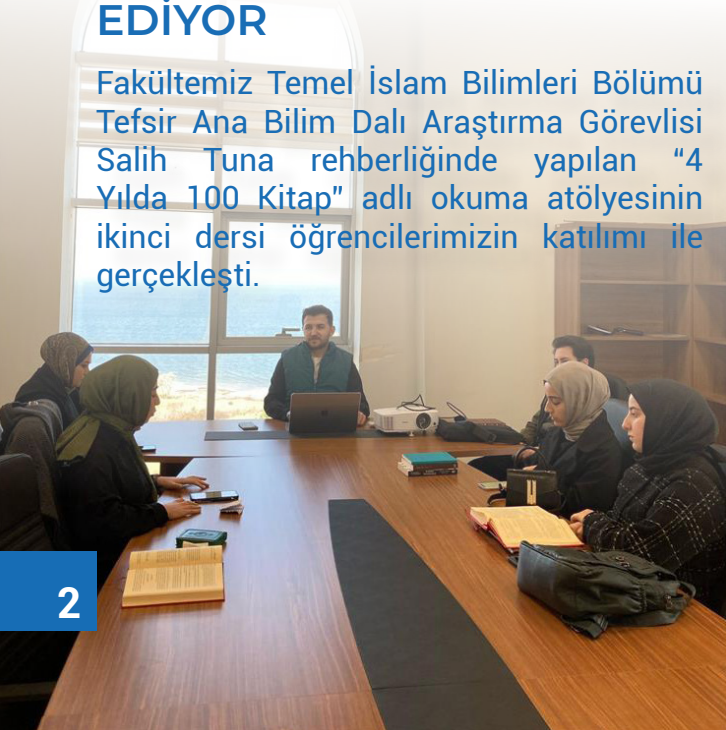 EDİYOR
Fakültemiz Temel İslam Bilimleri Bölümü
Tefsir Ana Bilim Dalı Araştırma Görevlisi
Salih Tuna rehberliğinde yapılan “4
Yılda 100 Kitap” adlı okuma atölyesinin
ikinci dersi öğrencilerimizin katılımı ile
gerçekleşti.
2